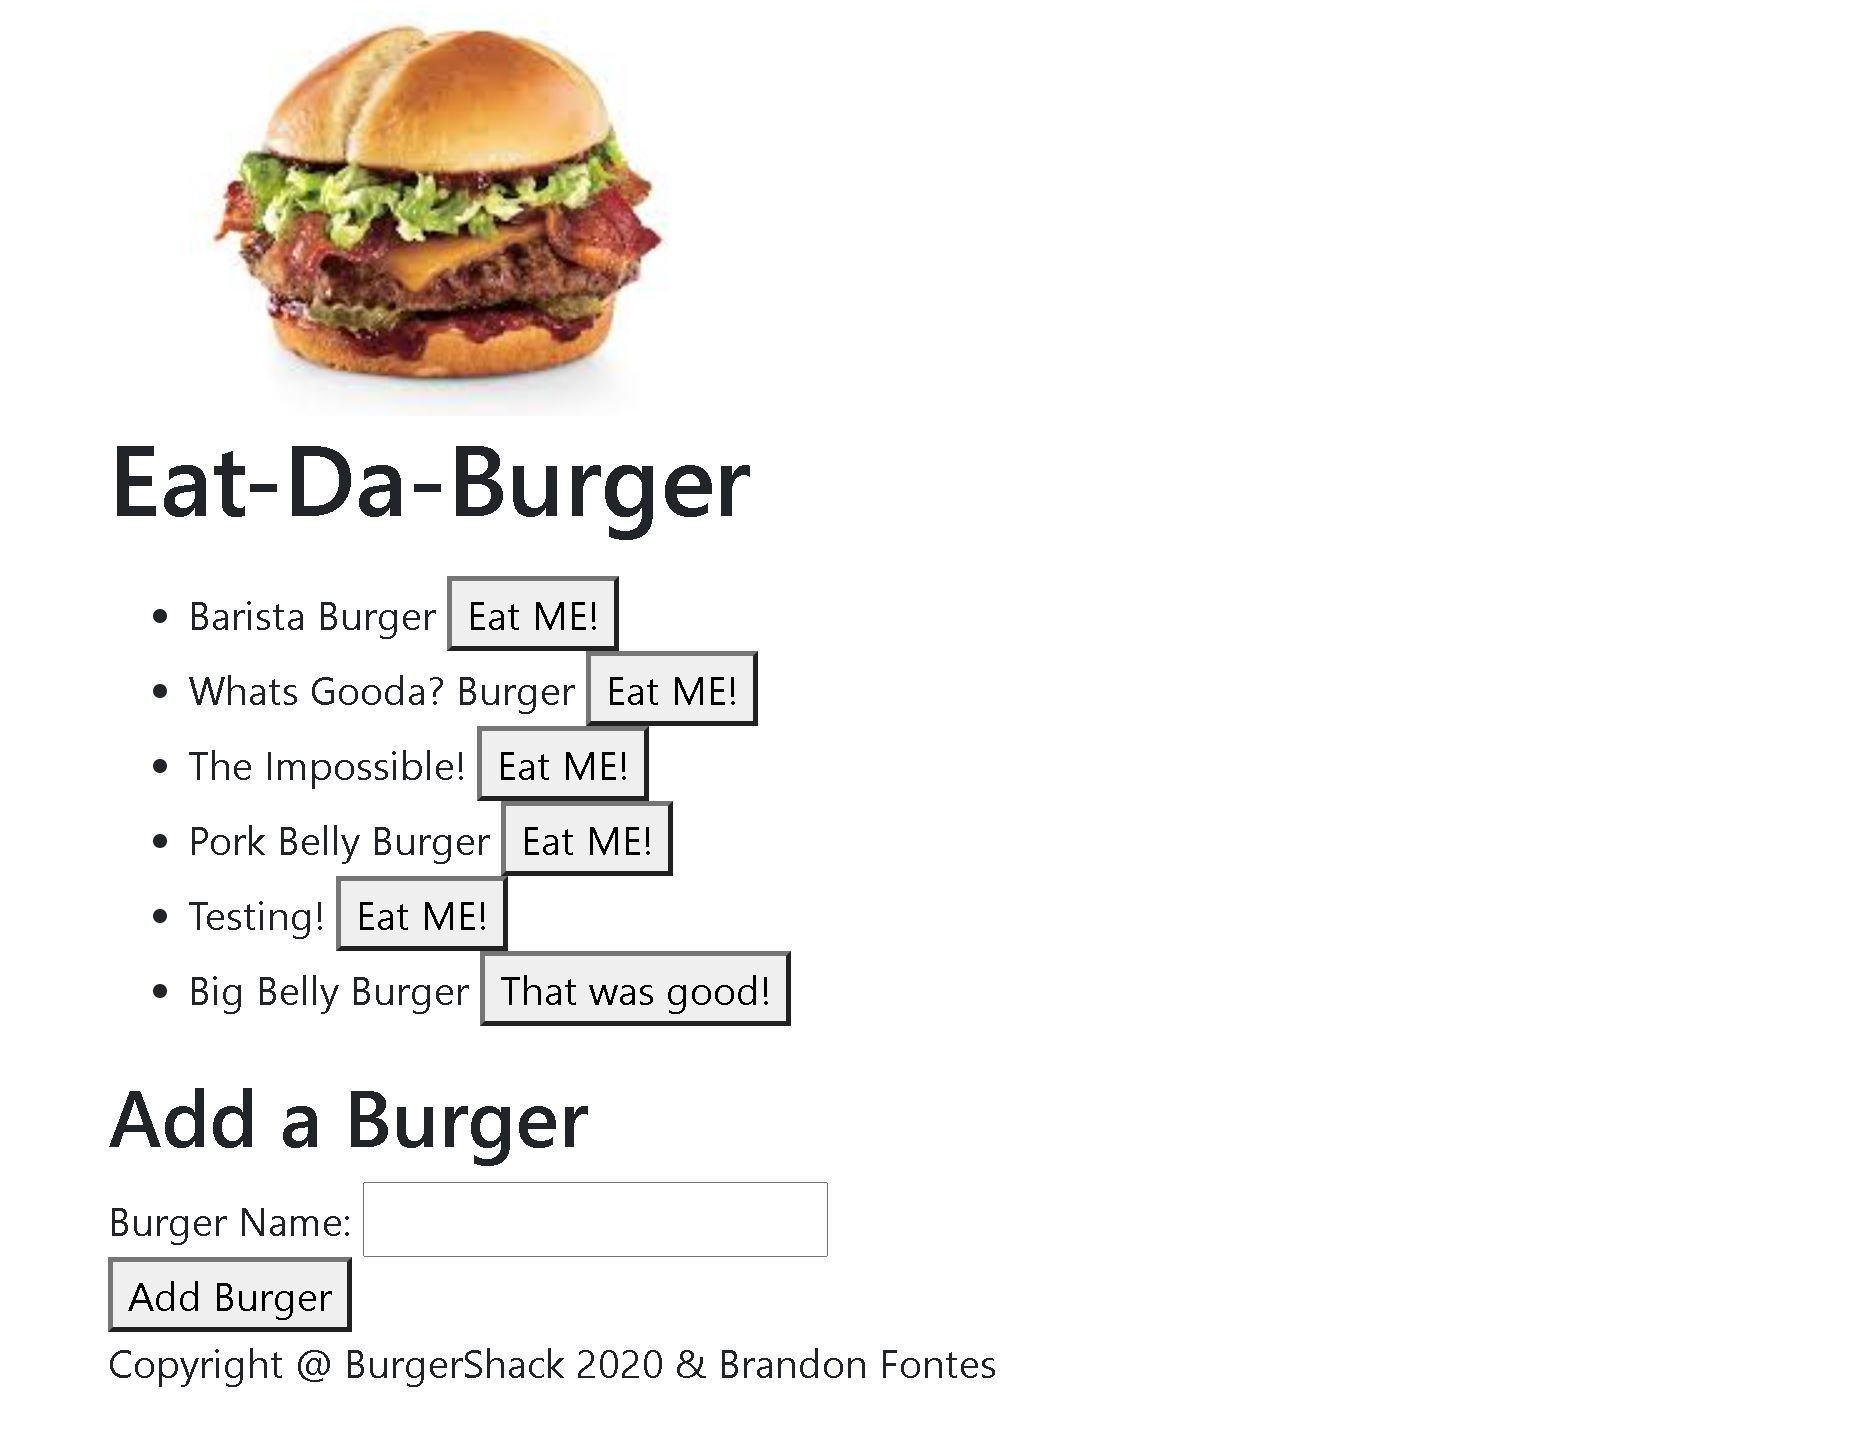 Eat-Da-Burger
Barista Burger Eat ME!
Whats Gooda? Burger Eat ME!
The Impossible! Eat ME!
Pork Belly Burger Eat ME!
Testing! Eat ME!
Big Belly Burger That was good!
Add a Burger
Burger Name:
Add Burger
Copyright @ BurgerShack 2020 & Brandon Fontes